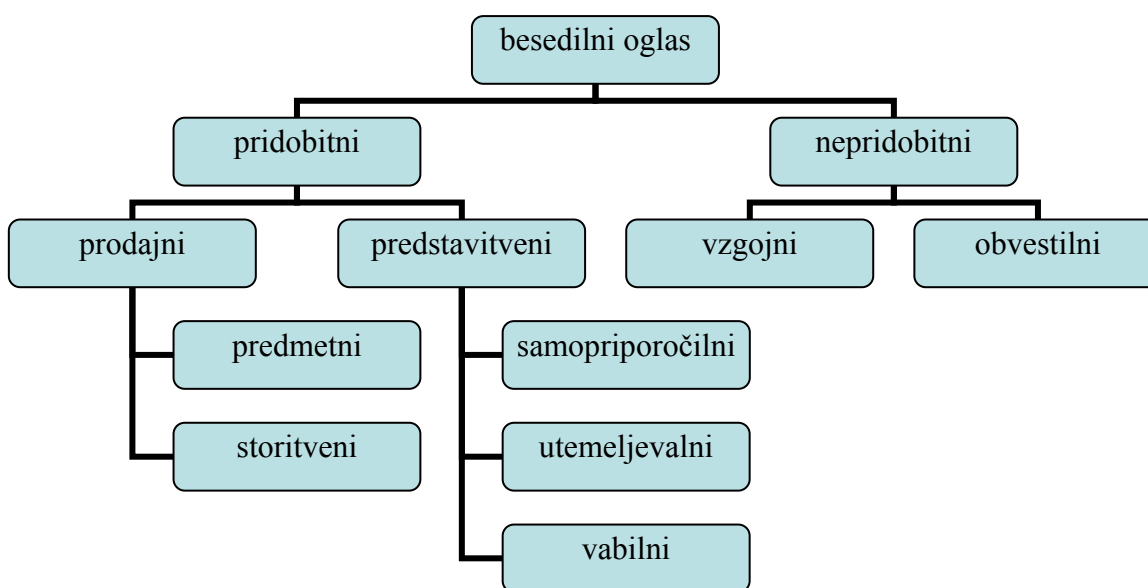 besedilni oglas
pridobitni
nepridobitni
prodajni
predstavitveni
vzgojni
obvestilni
predmetni
samopriporočilni
storitveni
utemeljevalni
vabilni